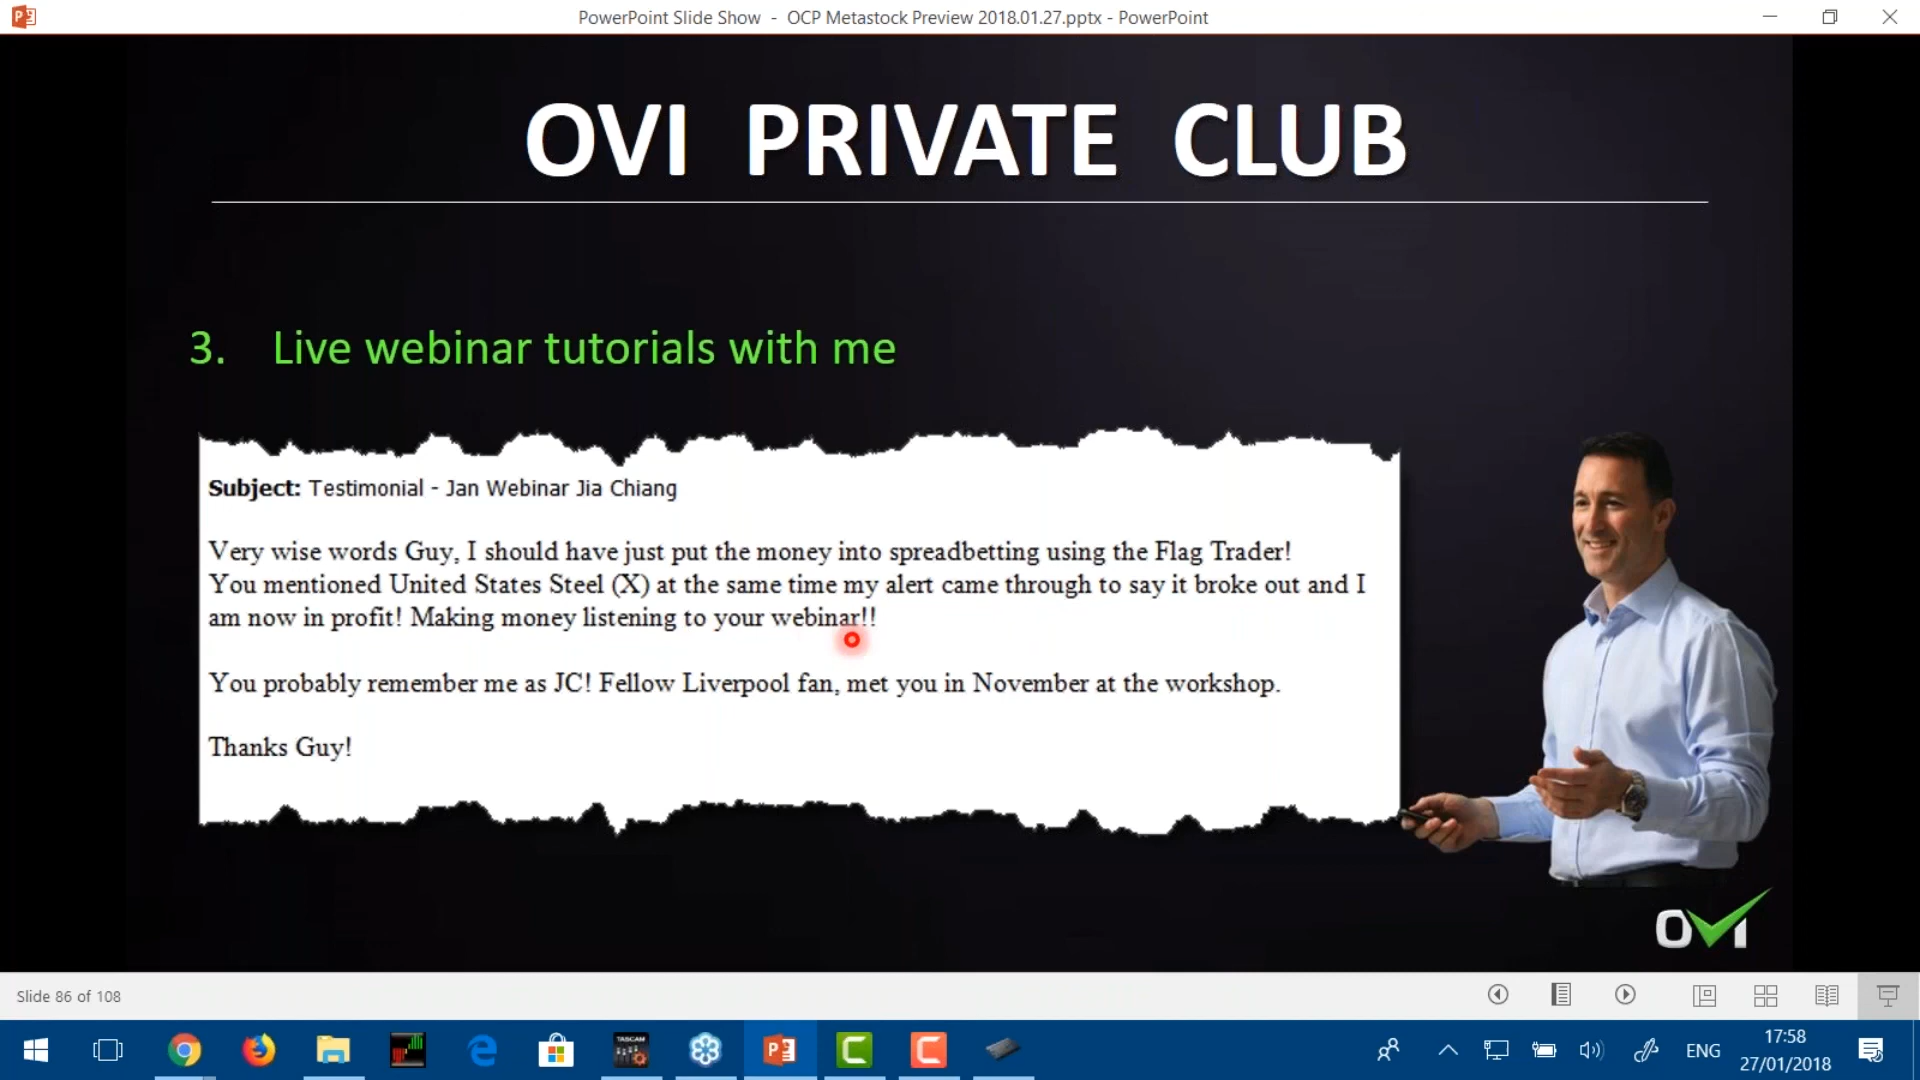 PowerPoint Slide Show - OCP Metastock Preview 2018.01.27.pptx - PowerPoint
OVI PRIVATE CLUB
3. Live webinar tutorials with me
Subject: Testimonial - Jan Webinar Jia Chiang
Very wise words Guy, I should have just put the money into spreadbetting using the Flag Trader!
You mentioned United States Steel (X) at the same time my alert came through to say it broke out and I
am now in profit! Making money listening to your webinar!!
You probably remember me as JC! Fellow Liverpool fan, met you in November at the workshop.
Thanks Guy!
OVI
Slide 86 of 108
TASCAM
ENG
17:58
27/01/2018